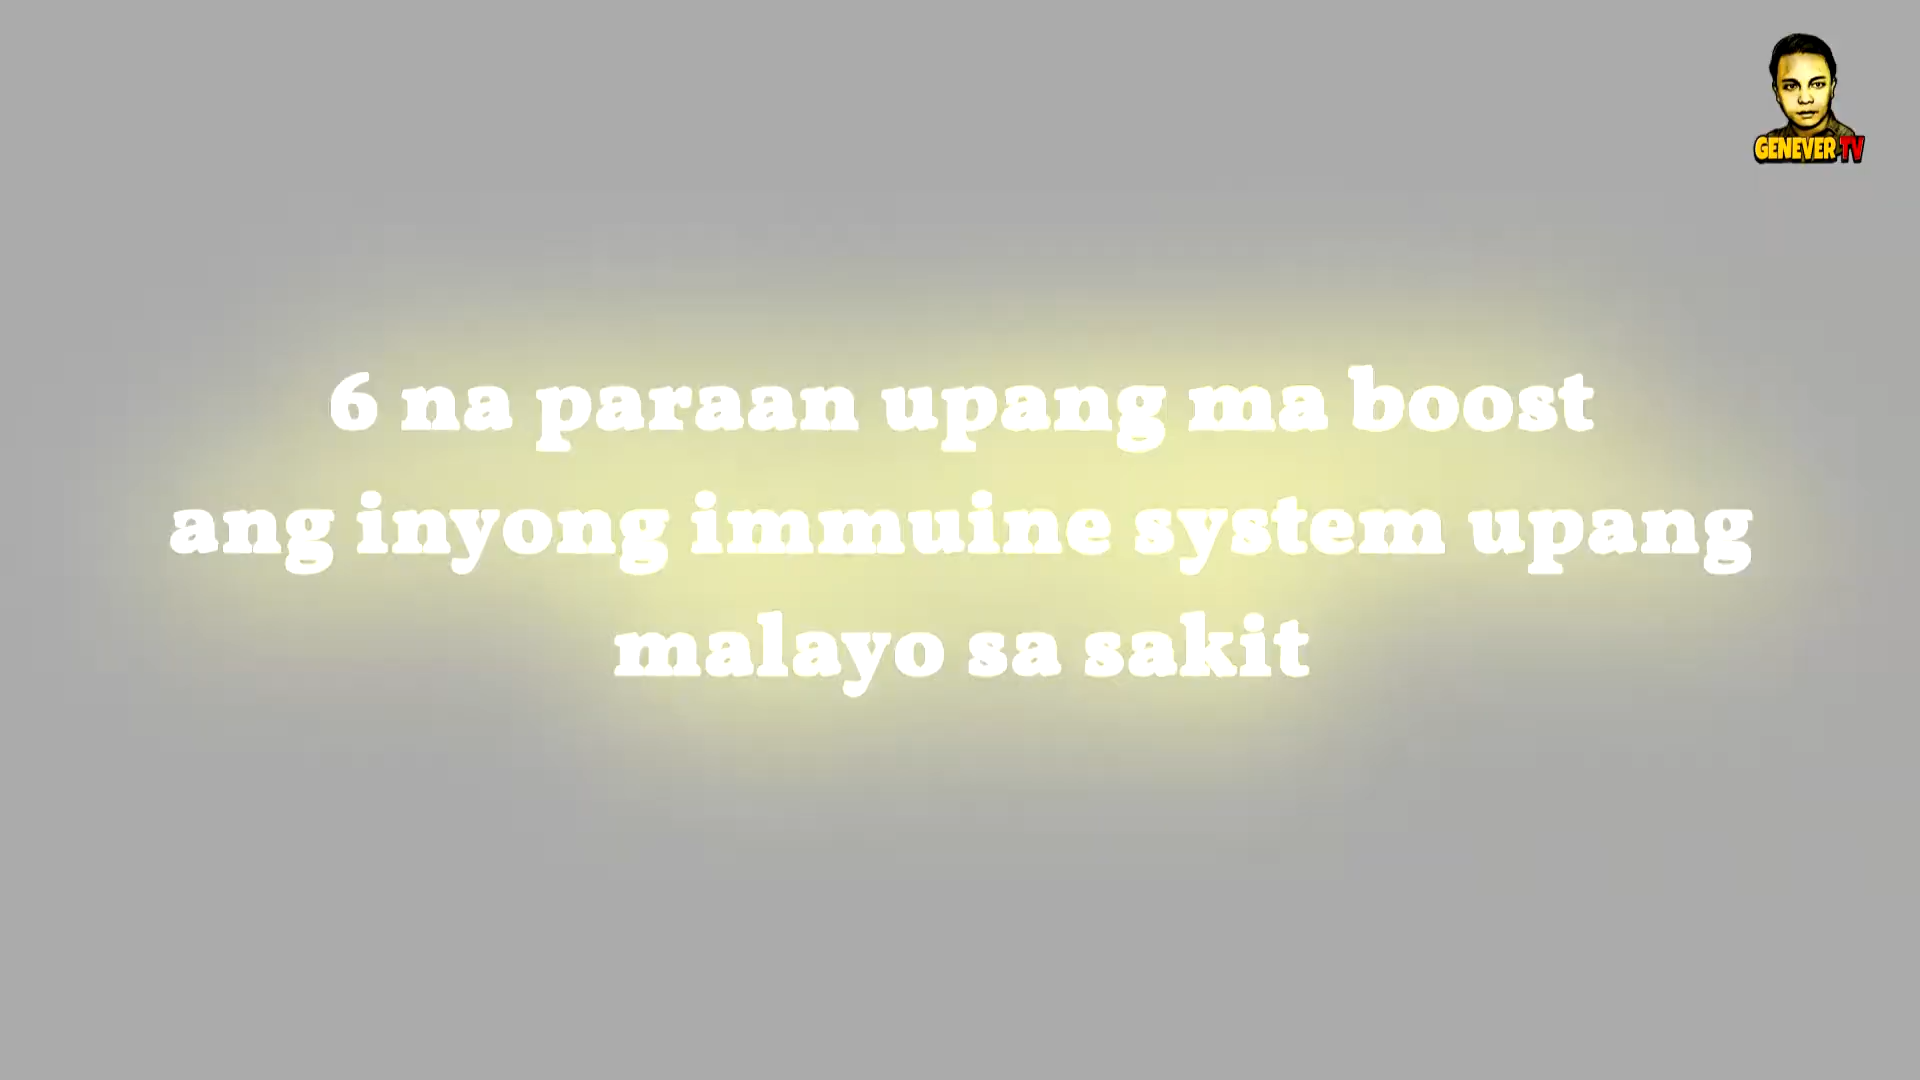 GENEVER TV
6 na paraan upang ma boost
ang inyong immuine system upang
malayo sa sakit